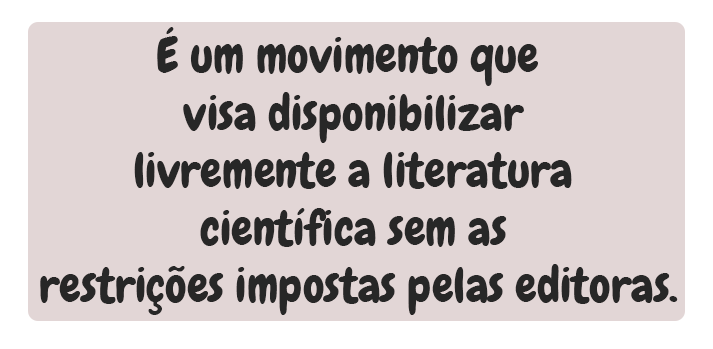 É um movimento que
visa disponibilizar
livremente a literatura
científica sem as
restrições impostas pelas editoras.